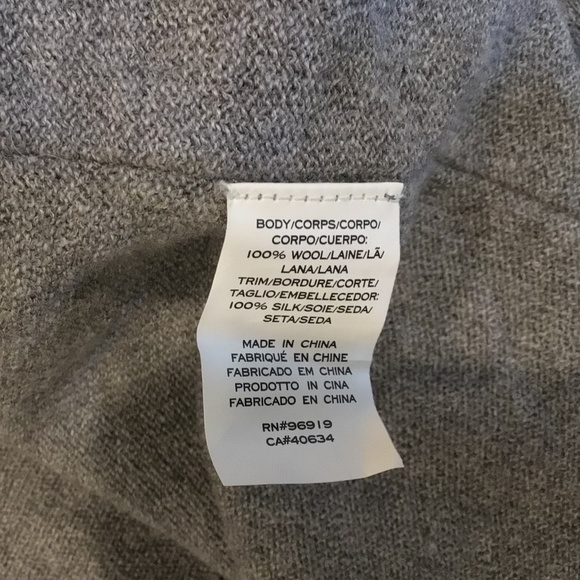 BODY/CORPS/CORPO/
CORPO/CUERPO:
100% WOOL/LAINE/LÃ/
LANA/LANA
TRIM/BORDURE/CORTE/
TAGLIO/EMBELLECEDOR:
100% SILK/SOIE/SEDA/
SETA/SEDA
MADE IN CHINA
FABRIQUÉ EN CHINE
FABRICADO EM CHINA
PRODOTTO IN CINA
FABRICADO EN CHINA
RN#96919
CA#40634